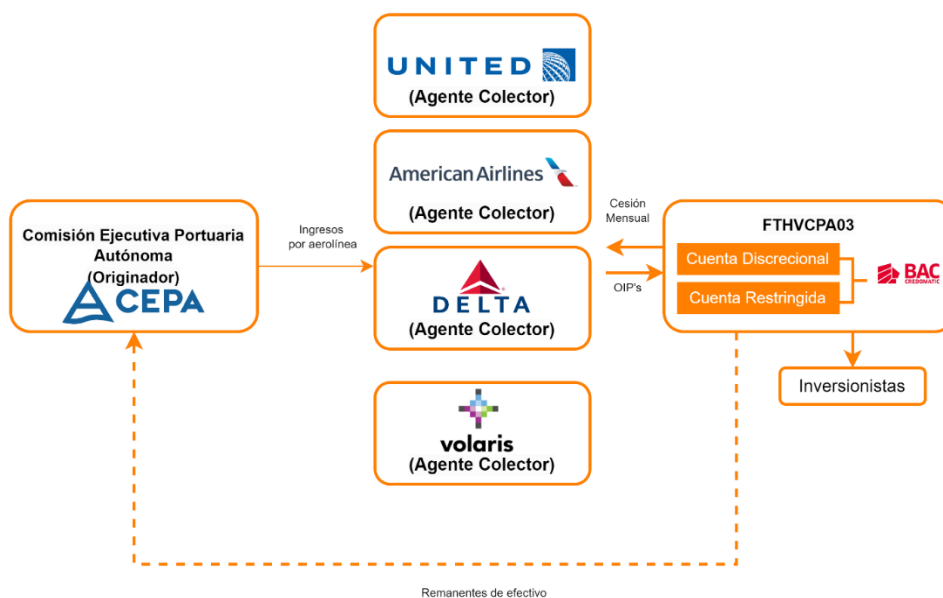 UNITED
(Agente Colector)
American Airlines
(Agente Colector)
Comisión Ejecutiva Portuaria
Autónoma
(Originador)
CEPA
Ingresos
por aerolínea
DELTA
(Agente Colector)
volaris
(Agente Colector)
Cesión
Mensual
OIP's
FTHVCPA03
Cuenta Discrecional
Cuenta Restringida
BAC
CREDOMATIC
Inversionistas
Remanentes de efectivo